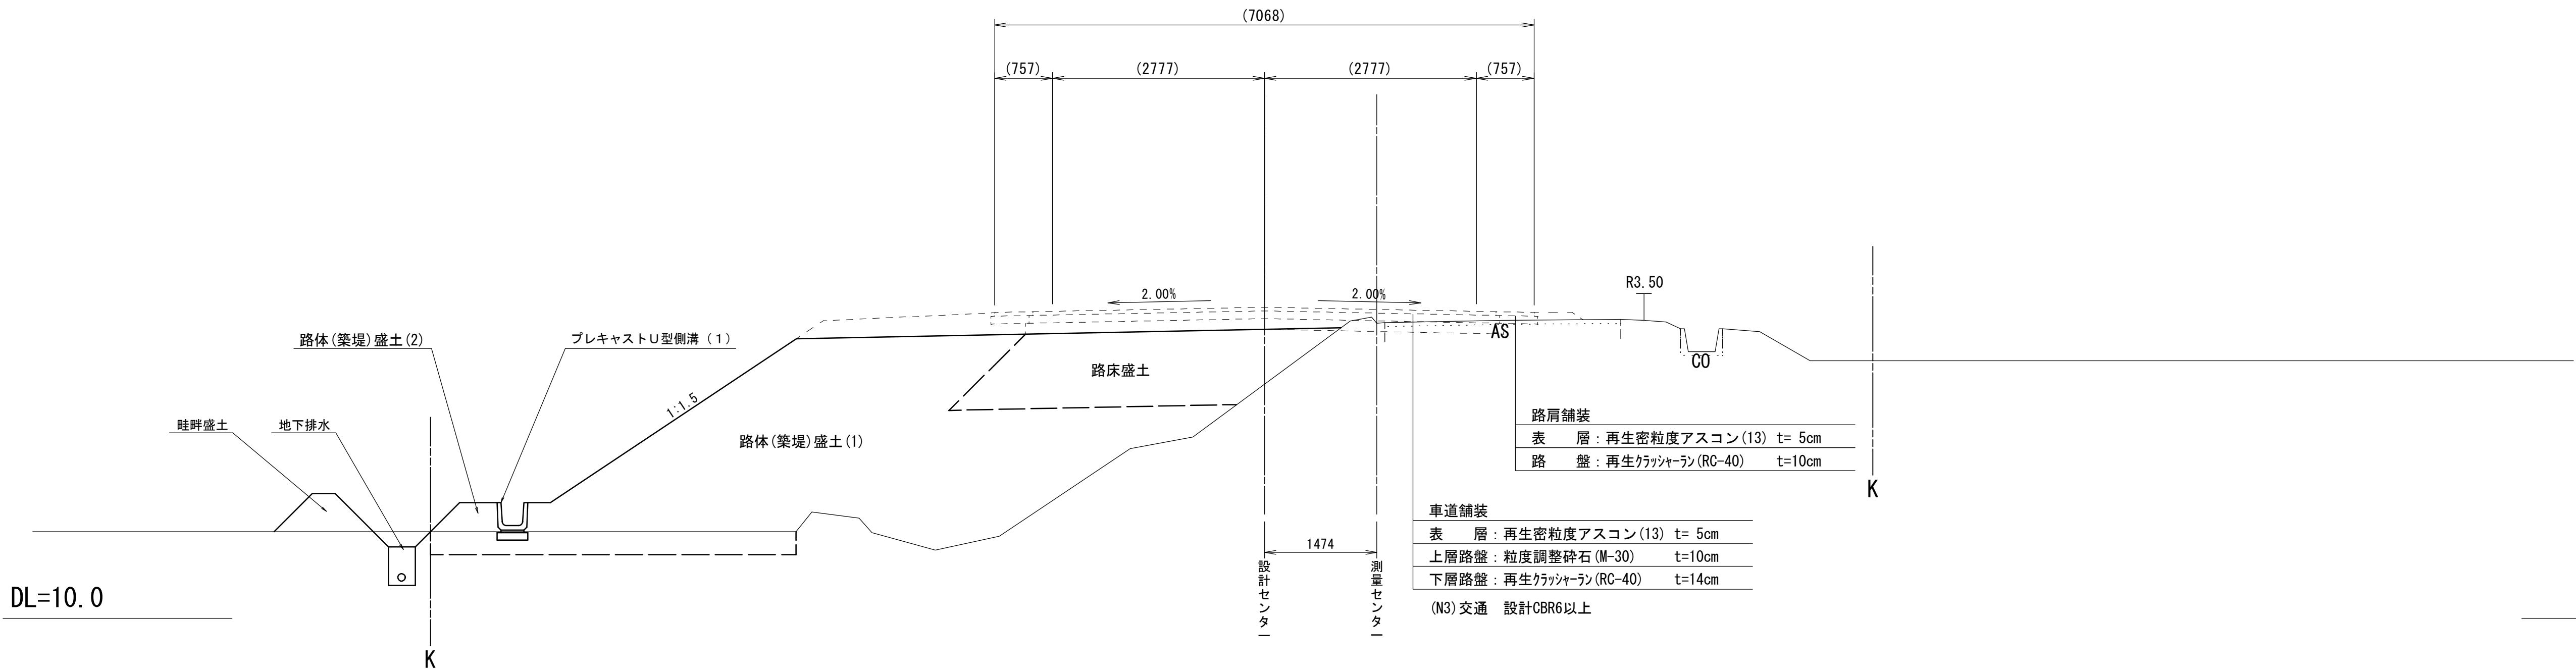 (7068)
(757)
(2777)
(2777)
(757)
2.00%
2.00%
R3.50
路体(築堤)盛土(2)
プレキャストU型側溝（１）
AS
CO
路床盛土
1:1.5
畦畔盛土
地下排水
路体(築堤)盛土(1)
路肩舗装
表　　層：再生密粒度アスコン(13) t= 5cm
路　　盤：再生ｸﾗｯｼｬｰﾗﾝ(RC-40) t=10cm
K
車道舗装
表　　層：再生密粒度アスコン(13) t= 5cm
上層路盤：粒度調整砕石(M-30) t=10cm
下層路盤：再生ｸﾗｯｼｬｰﾗﾝ(RC-40) t=14cm
(N3)交通　設計CBR6以上
1474
設計センター
測量センター
DL=10.0
K